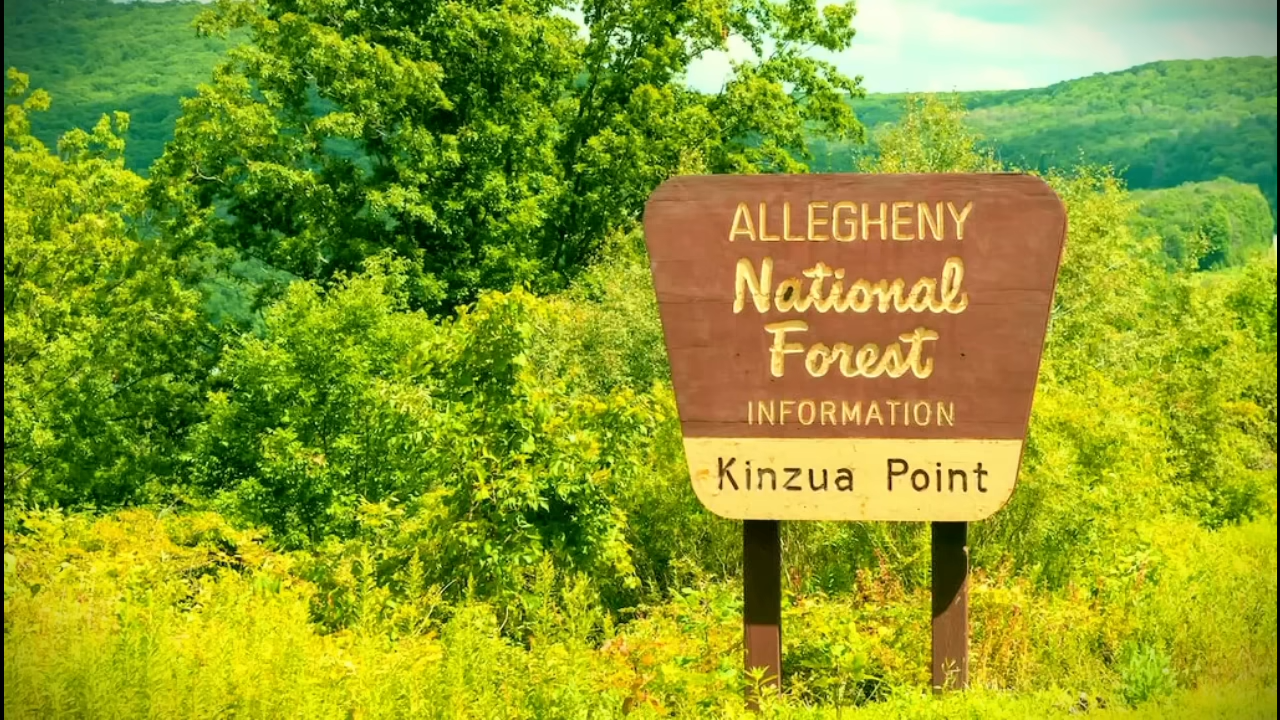 ALLEGHENY
National
Forest
INFORMATION
Kinzua Point